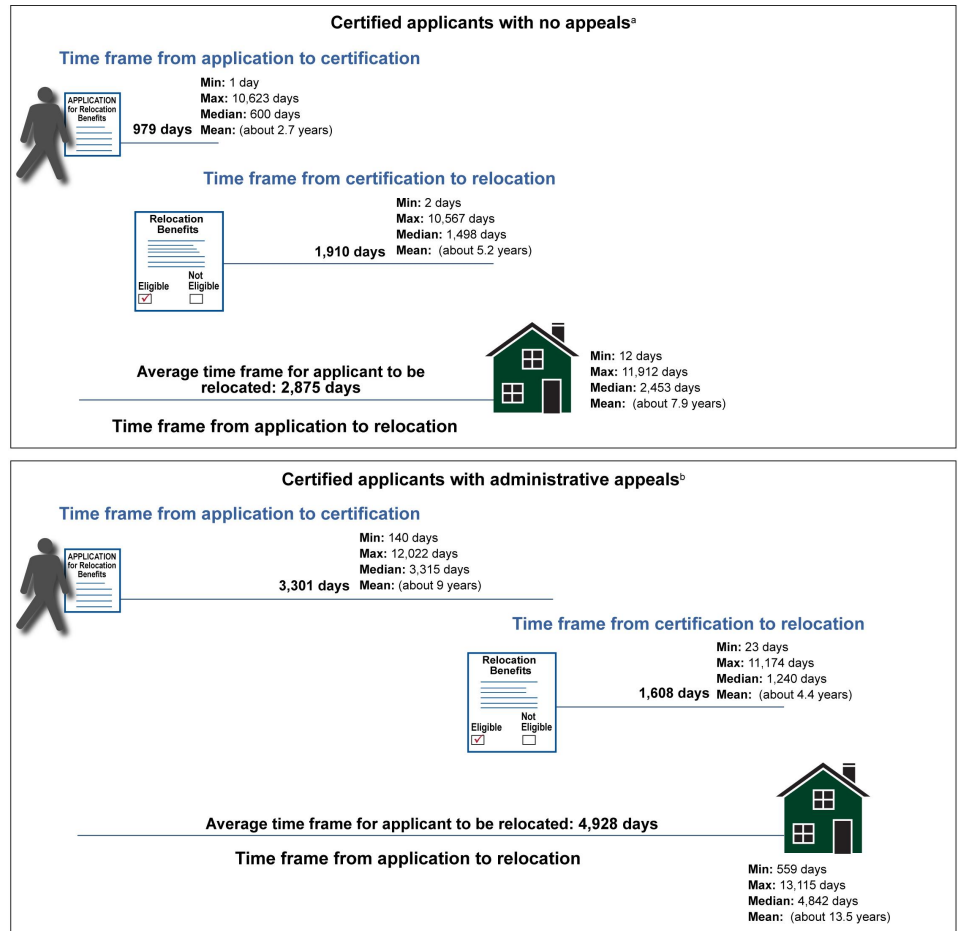 Certified applicants with no appealsᵃ
Time frame from application to certification
APPLICATION
for Relocation
Benefits
Min: 1 day
Max: 10,623 days
Median: 600 days
979 days Mean: (about 2.7 years)
Time frame from certification to relocation
Relocation
Benefits
Eligible
Not
Eligible
Min: 2 days
Max: 10,567 days
Median: 1,498 days
1,910 days Mean: (about 5.2 years)
Average time frame for applicant to be
relocated: 2,875 days
Min: 12 days
Max: 11,912 days
Median: 2,453 days
Mean: (about 7.9 years)
Time frame from application to relocation
Certified applicants with administrative appealsᵇ
Time frame from application to certification
APPLICATION
for Relocation
Benefits
Min: 140 days
Max: 12,022 days
Median: 3,315 days
3,301 days Mean: (about 9 years)
Time frame from certification to relocation
Relocation
Benefits
Eligible
Not
Eligible
Min: 23 days
Max: 11,174 days
Median: 1,240 days
1,608 days Mean: (about 4.4 years)
Average time frame for applicant to be relocated: 4,928 days
Time frame from application to relocation
Min: 559 days
Max: 13,115 days
Median: 4,842 days
Mean: (about 13.5 years)